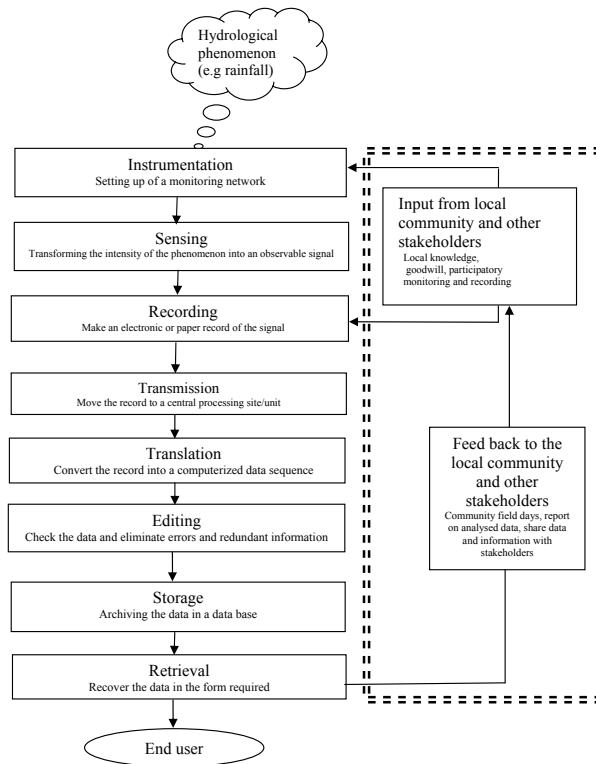 Hydrological
phenomenon
(e.g rainfall)
Instrumentation
Setting up of a monitoring network
Sensing
Transforming the intensity of the phenomenon into an observable signal
Recording
Make an electronic or paper record of the signal
Transmission
Move the record to a central processing site/unit
Translation
Convert the record into a computerized data sequence
Editing
Check the data and eliminate errors and redundant information
Storage
Archiving the data in a data base
Retrieval
Recover the data in the form required
End user
Input from local
community and other
stakeholders
Local knowledge,
goodwill, participatory
monitoring and recording
Feed back to the
local community
and other
stakeholders
Community field days, report
on analysed data, share data
and information with
stakeholders